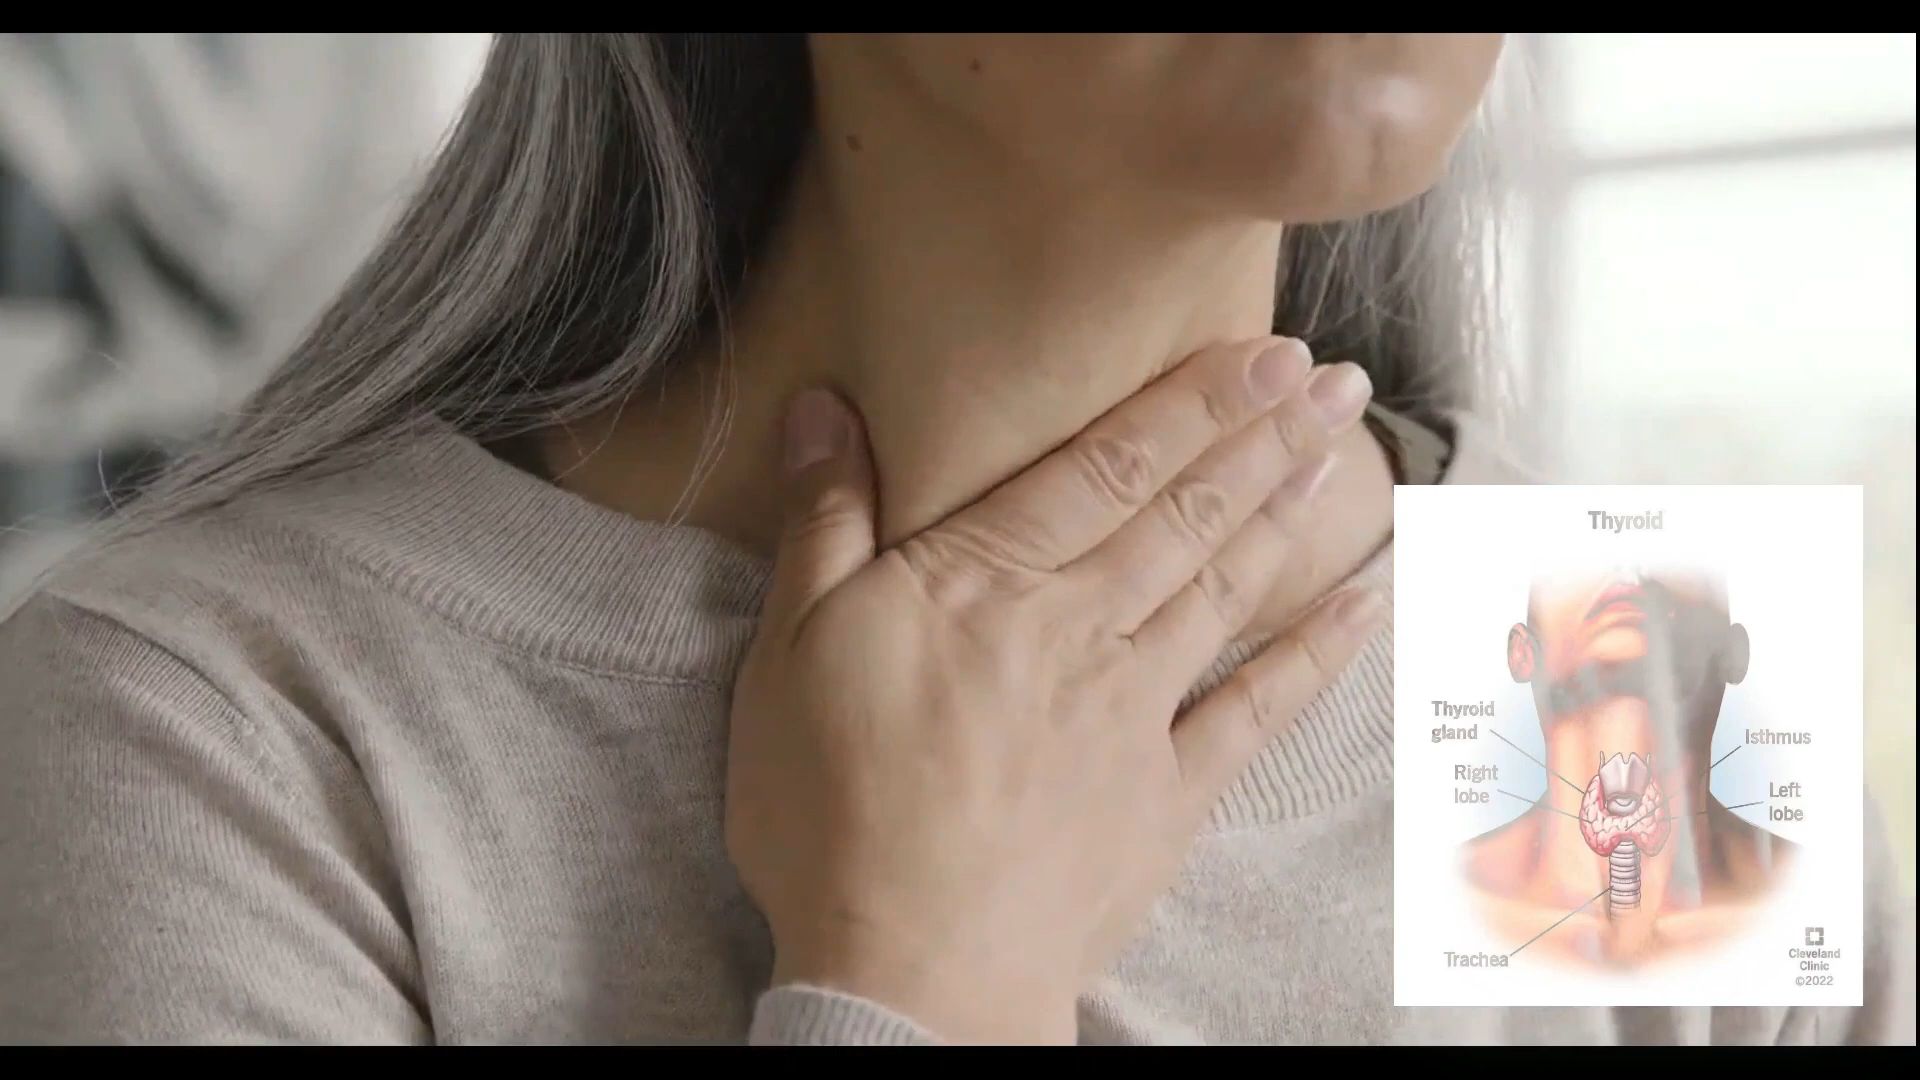 Thyroid
Thyroid
gland
Isthmus
Right
lobe
Left
lobe
Trachea
Cleveland
Clinic
©2022